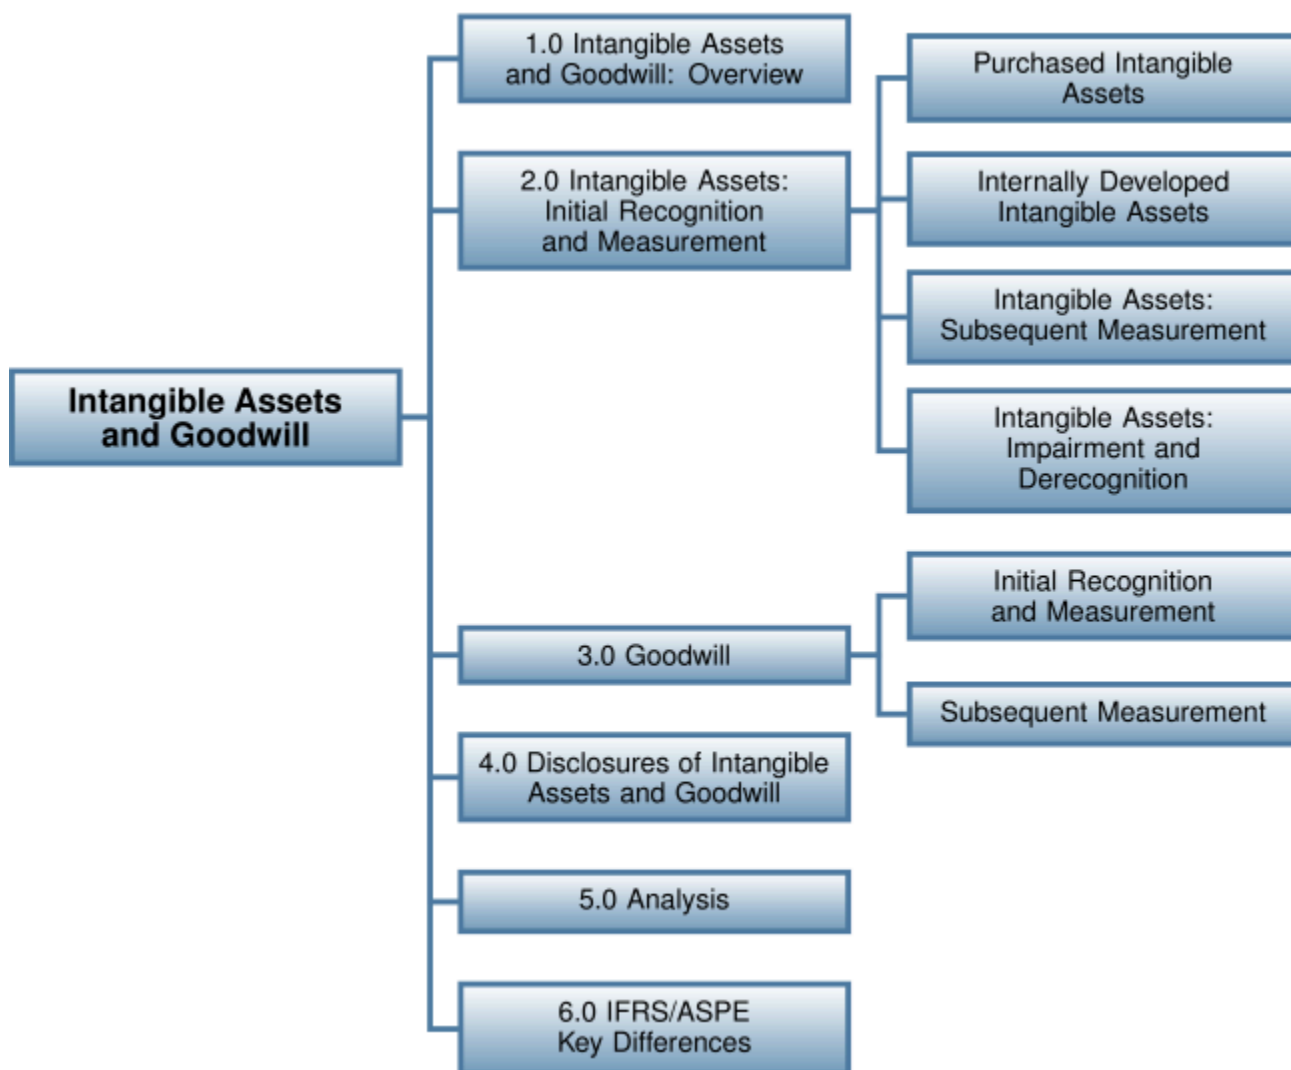 Intangible Assets
and Goodwill
1.0 Intangible Assets
and Goodwill: Overview
2.0 Intangible Assets:
Initial Recognition
and Measurement
Purchased Intangible
Assets
Internally Developed
Intangible Assets
Intangible Assets:
Subsequent Measurement
Intangible Assets:
Impairment and
Derecognition
3.0 Goodwill
Initial Recognition
and Measurement
Subsequent Measurement
4.0 Disclosures of Intangible
Assets and Goodwill
5.0 Analysis
6.0 IFRS/ASPE
Key Differences